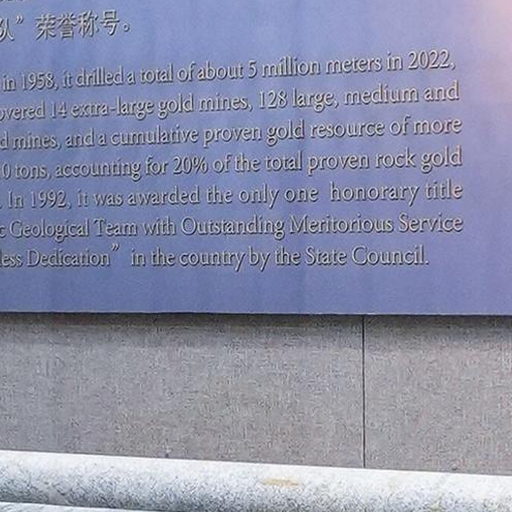 队”荣誉称号。
in 1958, it drilled a total of about 5 million meters in 2022,
overed 14 extra-large gold mines, 128 large, medium and
d mines, and a cumulative proven gold resource of more
0 tons, accounting for 20% of the total proven rock gold
. In 1992, it was awarded the only one honorary title
c Geological Team with Outstanding Meritorious Service
less Dedication” in the country by the State Council.